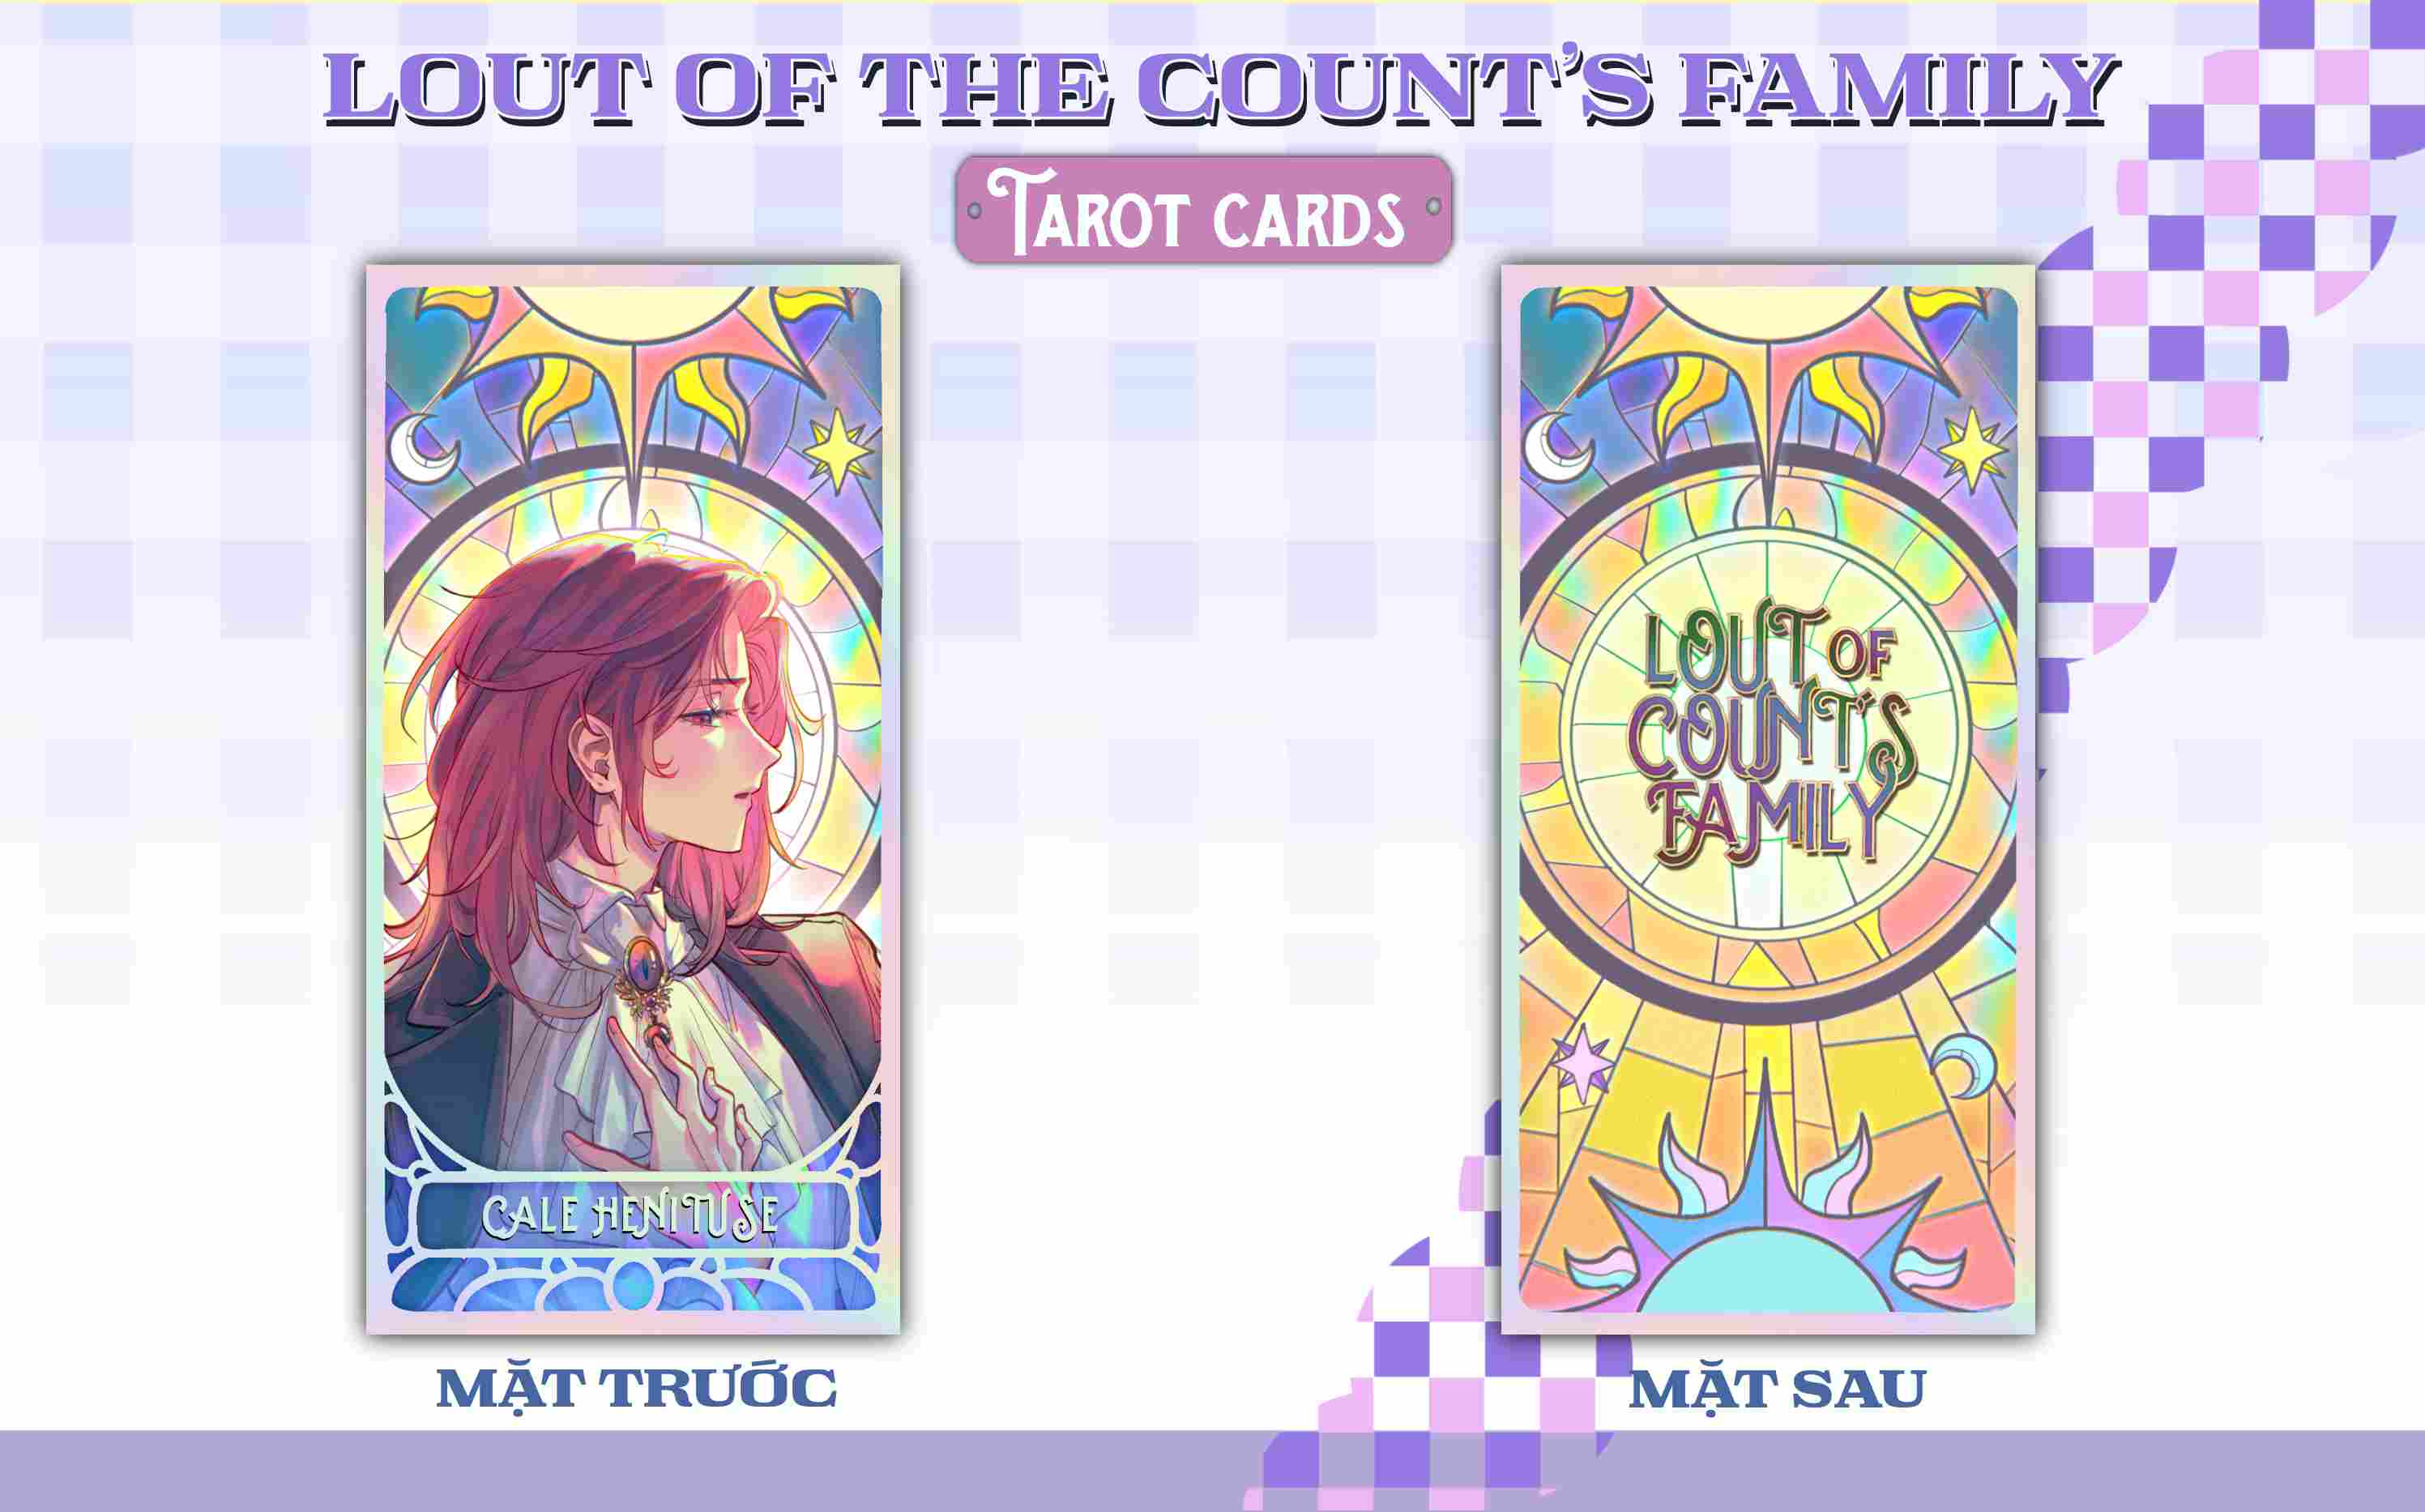 LOUT OF THE COUNT'S FAMILY
TAROT CARDS
CALE HENITUSE
LOUT OF
COUNT'S
FAMILY
MẶT TRƯỚC
MẶT SAU